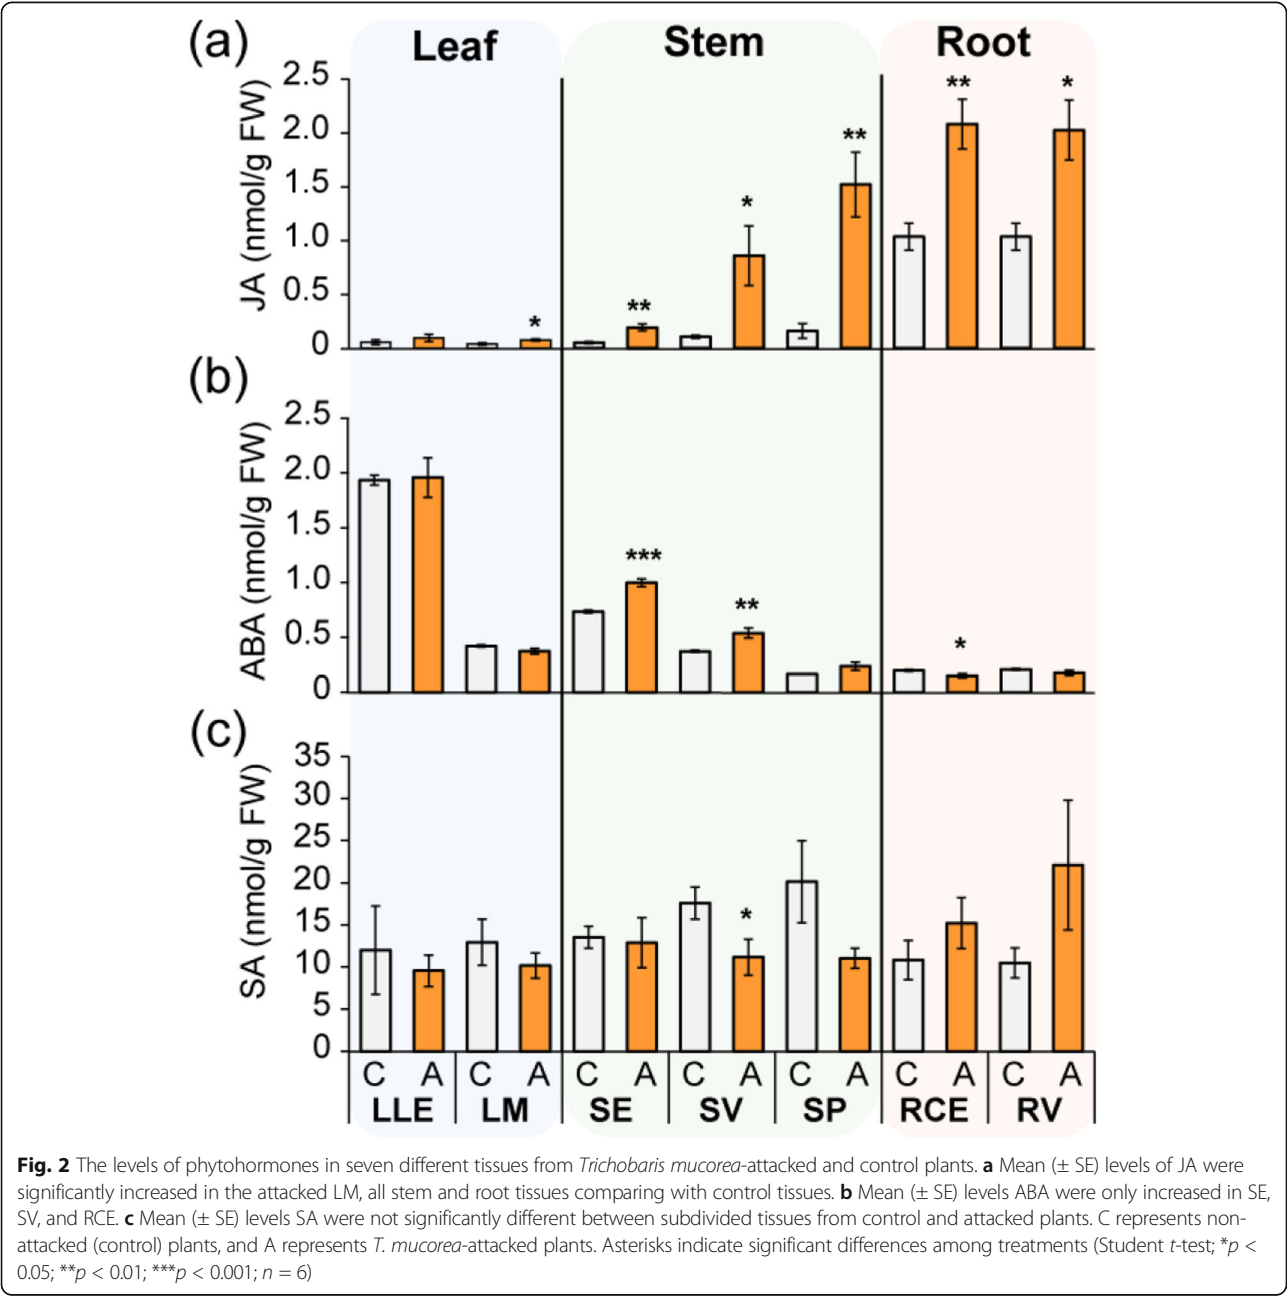 (a) Leaf Stem Root
JA (nmol/g FW)
2.5
2.0
1.5
1.0
0.5
0
* ** * ** ** *
(b)
ABA (nmol/g FW)
2.5
2.0
1.5
1.0
0.5
0
*** ** *
(c)
SA (nmol/g FW)
35
30
25
20
15
10
5
0
*
C A C A C A C A C A C A C A
LLE LM SE SV SP RCE RV
Fig. 2 The levels of phytohormones in seven different tissues from Trichobaris mucorea-attacked and control plants. a Mean (± SE) levels of JA were
significantly increased in the attacked LM, all stem and root tissues comparing with control tissues. b Mean (± SE) levels ABA were only increased in SE,
SV, and RCE. c Mean (± SE) levels SA were not significantly different between subdivided tissues from control and attacked plants. C represents non-
attacked (control) plants, and A represents T. mucorea-attacked plants. Asterisks indicate significant differences among treatments (Student t-test; *p <
0.05; **p < 0.01; ***p < 0.001; n = 6)